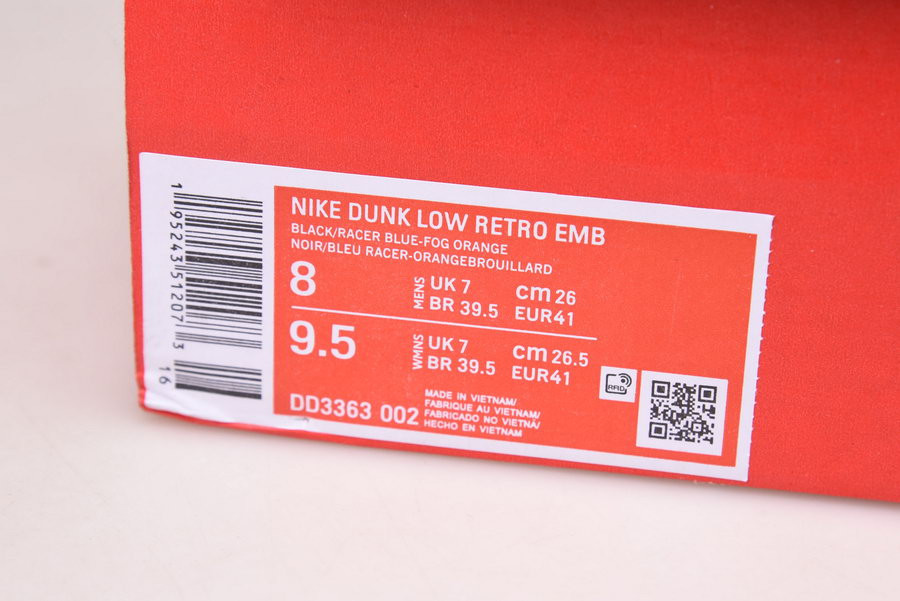 NIKE DUNK LOW RETRO EMB
BLACK/RACER BLUE-FOG ORANGE
NOIR/BLEU RACER-ORANGEBROUILLARD
8 MENS UK 7 cm 26
BR 39.5 EUR41
9.5 WMNS UK 7 cm 26.5
BR 39.5 EUR41
DD3363 002
MADE IN VIETNAM/
FABRIQUE AU VIETNAM/
FABRICADO NO VIETNÃ/
HECHO EN VIETNAM
RFID
1 95243 51207 3
16